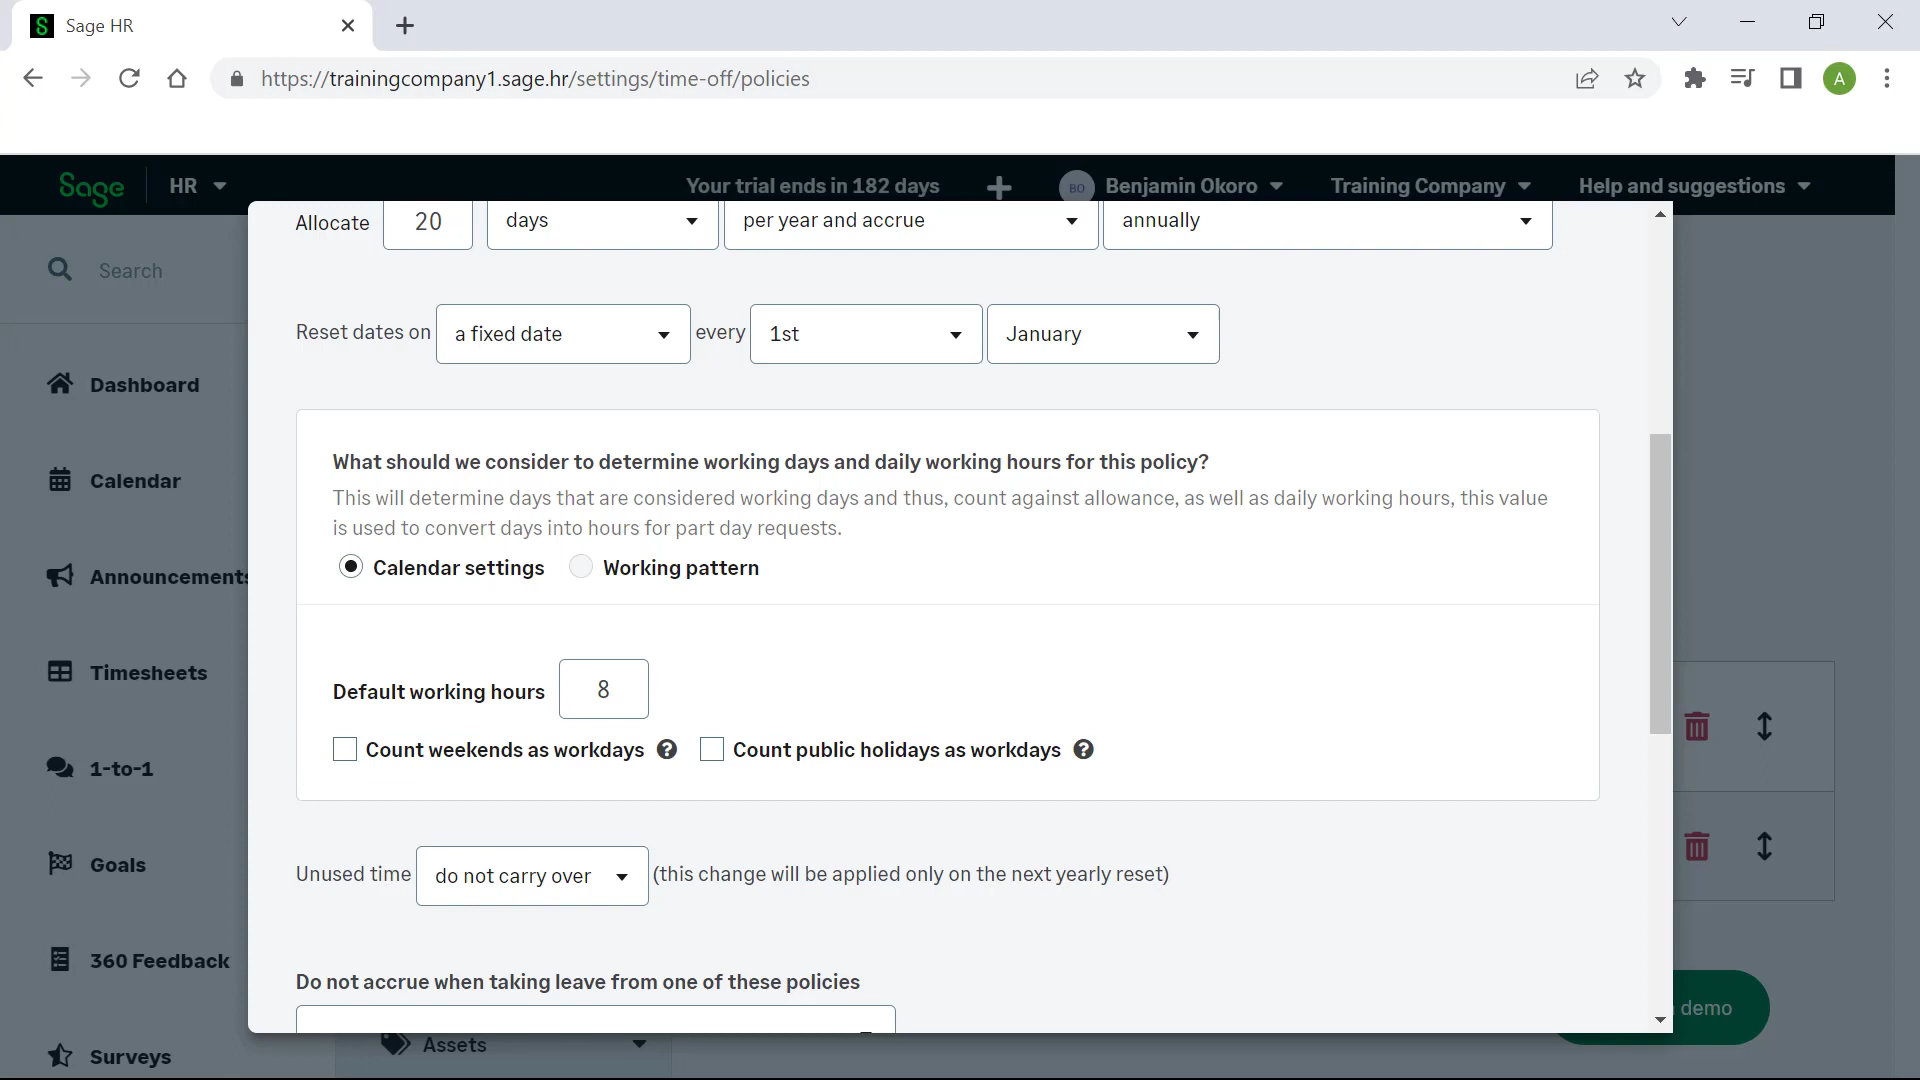 Sage HR
https://trainingcompany1.sage.hr/settings/time-off/policies
A
Sage
HR
Your trial ends in 182 days
BO
Benjamin Okoro
Training Company
Help and suggestions
Search
Dashboard
Calendar
Announcements
Timesheets
1-to-1
Goals
360 Feedback
Surveys
Allocate 20 days per year and accrue annually
Reset dates on a fixed date every 1st January
What should we consider to determine working days and daily working hours for this policy?
This will determine days that are considered working days and thus, count against allowance, as well as daily working hours, this value
is used to convert days into hours for part day requests.
Calendar settings Working pattern
Default working hours 8
Count weekends as workdays ? Count public holidays as workdays ?
Unused time do not carry over (this change will be applied only on the next yearly reset)
Do not accrue when taking leave from one of these policies
Assets
demo